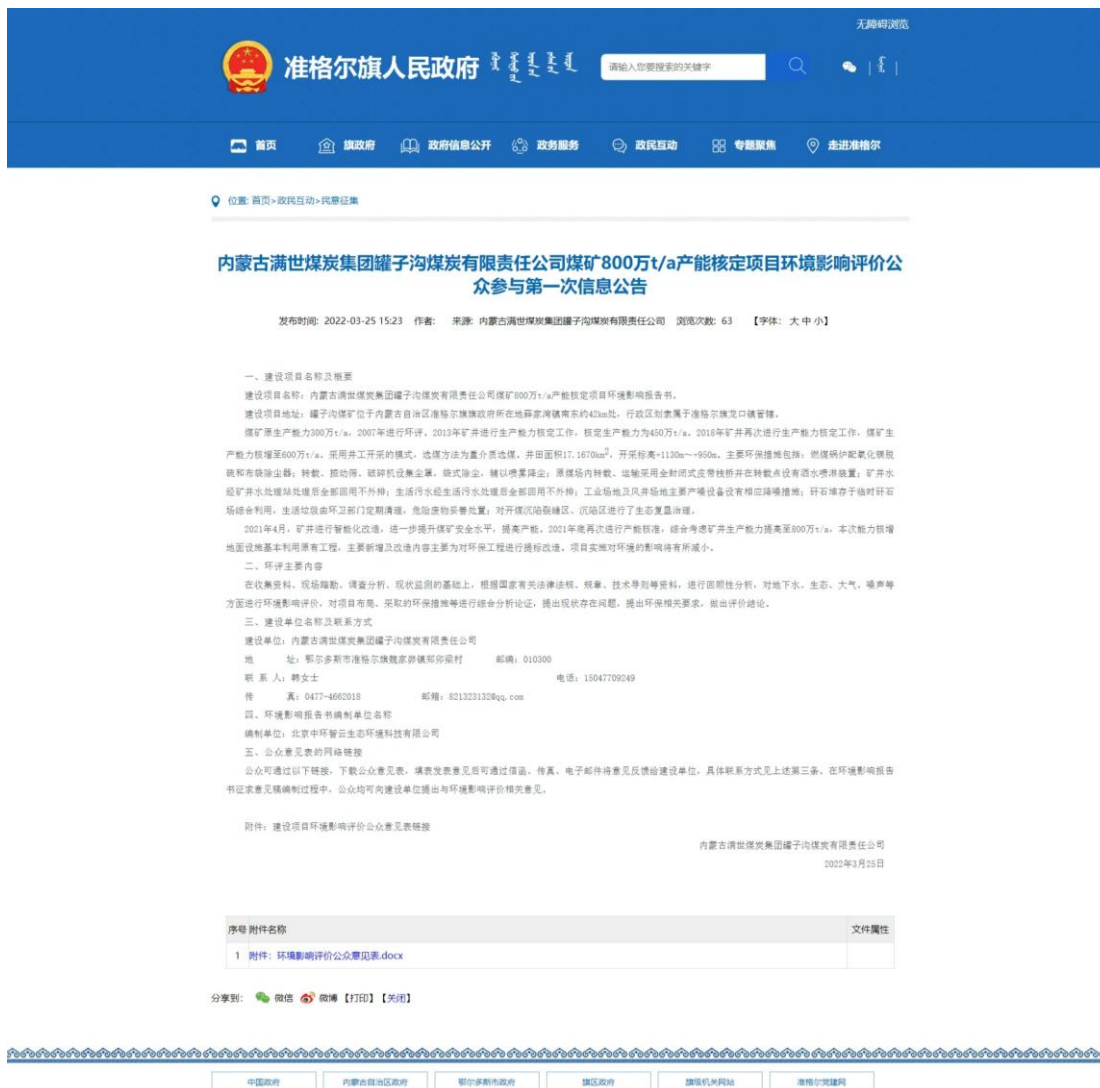 无障碍浏览
准格尔旗人民政府
请输入您要搜索的关键字
首页 旗政府 政府信息公开 政务服务 政民互动 专题聚焦 走进准格尔
位置: 首页>政民互动>民意征集
内蒙古满世煤炭集团罐子沟煤炭有限责任公司煤矿800万t/a产能核定项目环境影响评价公
众参与第一次信息公告
发布时间: 2022-03-25 15:23 作者: 来源: 内蒙古满世煤炭集团罐子沟煤炭有限责任公司 浏览次数: 63 【字体: 大 中 小】
一、建设项目名称及概要
建设项目名称：内蒙古满世煤炭集团罐子沟煤炭有限责任公司煤矿800万t/a产能核定项目环境影响报告书。
建设项目地址：罐子沟煤矿位于内蒙古自治区准格尔旗旗政府所在地薛家湾镇南东约42km处，行政区划隶属于准格尔旗龙口镇管辖。
煤矿原生产能力300万t/a，2007年进行环评。2013年矿井进行生产能力核定工作，核定生产能力为450万t/a。2018年矿井再次进行生产能力核定工作，煤矿生
产能力核增至600万t/a。采用井工开采的模式，选煤方法为重介质选煤。井田面积17.1670km²，开采标高+1130m～+950m。主要环保措施包括：燃煤锅炉配氧化镁脱
硫和布袋除尘器；转载、振动筛、破碎机设集尘罩，袋式除尘，辅以喷雾降尘；原煤场内转载、运输采用全封闭式皮带栈桥并在转载点设有洒水喷淋装置；矿井水
经矿井水处理站处理后全部回用不外排；生活污水经生活污水处理后全部回用不外排；工业场地及风井场地主要产噪设备设有相应降噪措施；矸石堆存于临时矸石
场综合利用，生活垃圾由环卫部门定期清理，危险废物妥善处置；对开煤沉陷裂缝区、沉陷区进行了生态复垦治理。
2021年4月，矿井进行智能化改造，进一步提升煤矿安全水平，提高产能。2021年底再次进行产能核准，综合考虑矿井生产能力提高至800万t/a，本次能力核增
地面设施基本利用原有工程，主要新增及改造内容主要为对环保工程进行提标改造。项目实施对环境的影响将有所减小。
二、环评主要内容
在收集资料、现场踏勘、调查分析、现状监测的基础上，根据国家有关法律法规、规章、技术导则等资料，进行回顾性分析，对地下水、生态、大气、噪声等
方面进行环境影响评价，对项目布局、采取的环保措施等进行综合分析论证，提出现状存在问题，提出环保相关要求，做出评价结论。
三、建设单位名称及联系方式
建设单位：内蒙古满世煤炭集团罐子沟煤炭有限责任公司
地 址：鄂尔多斯市准格尔旗魏家峁镇郑卯梁村 邮编：010300
联 系 人：韩女士 电话：15047709249
传 真：0477-4662018 邮箱：821323132@qq.com
四、环境影响报告书编制单位名称
编制单位：北京中环智云生态环境科技有限公司
五、公众意见表的网络链接
公众可通过以下链接，下载公众意见表，填表发表意见后可通过信函、传真、电子邮件将意见反馈给建设单位，具体联系方式见上述第三条。在环境影响报告
书征求意见稿编制过程中，公众均可向建设单位提出与环境影响评价相关意见。
附件：建设项目环境影响评价公众意见表链接
内蒙古满世煤炭集团罐子沟煤炭有限责任公司
2022年3月25日
序号 附件名称 文件属性
1 附件：环境影响评价公众意见表.docx
分享到: 微信 微博 【打印】【关闭】
中国政府 内蒙古自治区政府 鄂尔多斯市政府 旗区政府 旗级机关网站 准格尔党建网